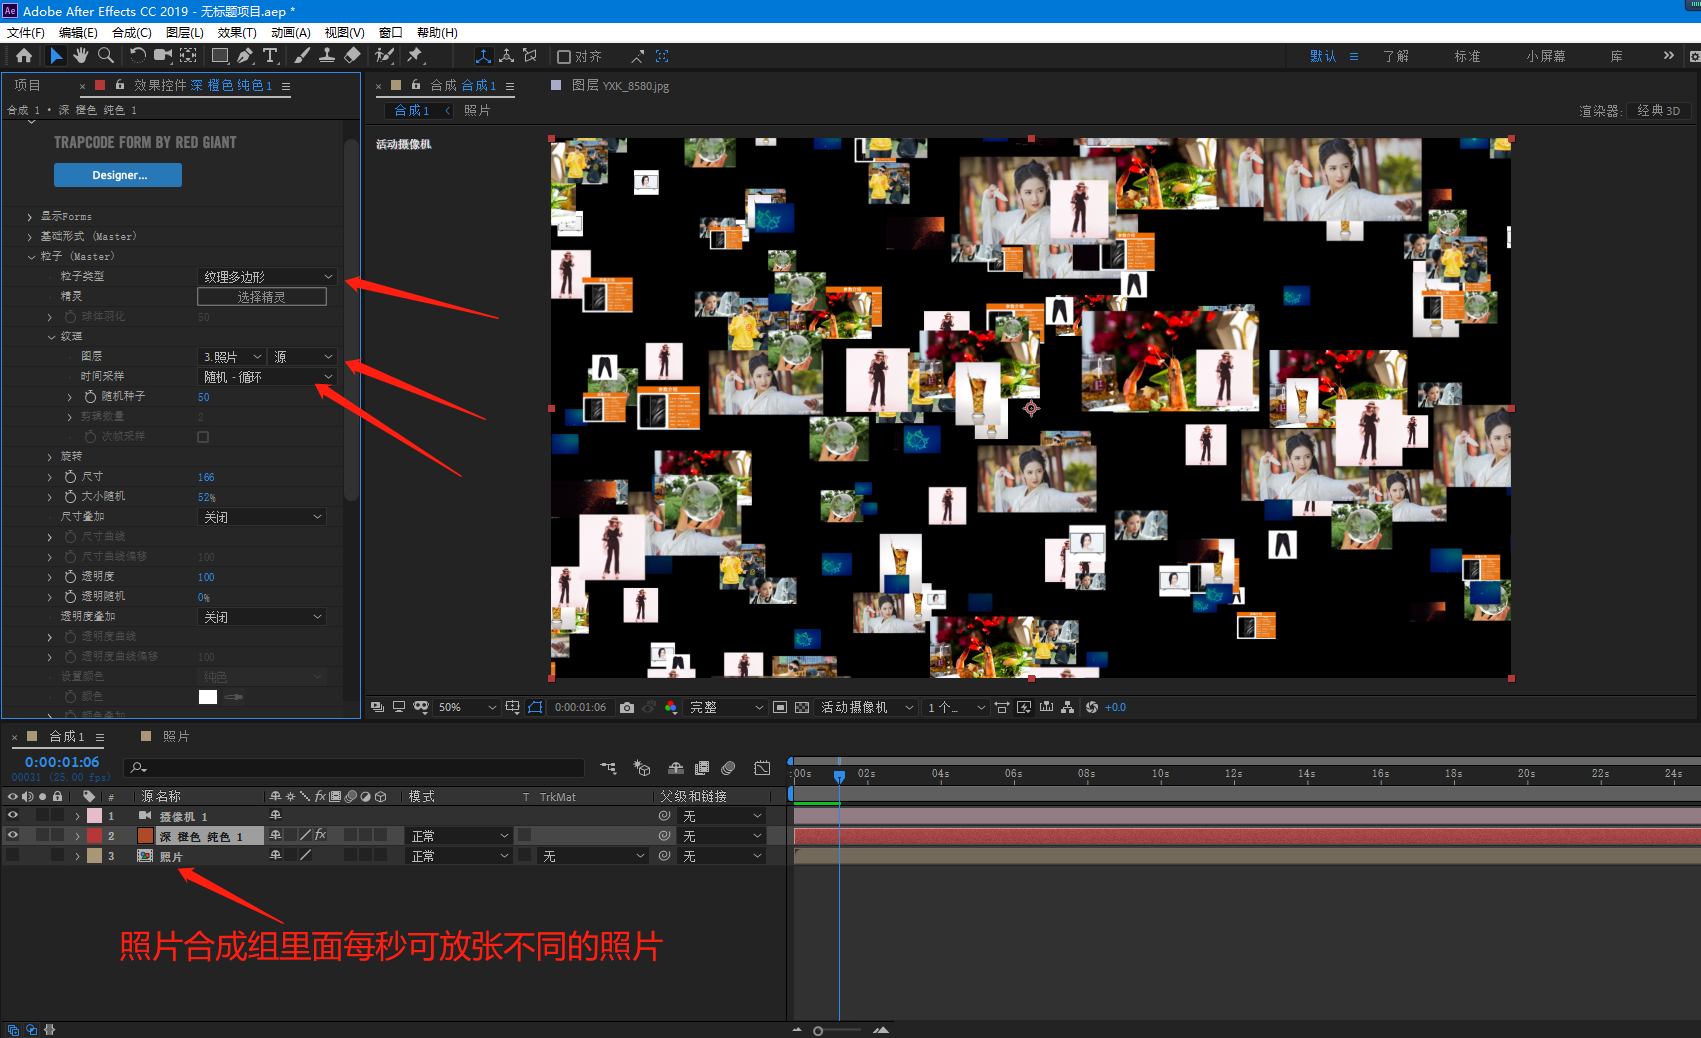 Ae Adobe After Effects CC 2019 - 无标题项目.aep *
文件(F) 编辑(E) 合成(C) 图层(L) 效果(T) 动画(A) 视图(V) 窗口 帮助(H)
对齐 默认 了解 标准 小屏幕 库
项目 效果控件 深 橙色 纯色 1
合成 1 • 深 橙色 纯色 1
TRAPCODE FORM BY RED GIANT
Designer...
显示Forms
基础形式 (Master)
粒子 (Master)
粒子类型 纹理多边形
精灵 选择精灵
球体羽化 50
纹理
图层 3.照片 源
时间采样 随机 - 循环
随机种子 50
剪辑数量 2
次帧采样
旋转
尺寸 166
大小随机 52%
尺寸叠加 关闭
尺寸曲线
尺寸曲线偏移 100
透明度 100
透明随机 0%
透明度叠加 关闭
透明度曲线
透明度曲线偏移 100
设置颜色 纯色
颜色
颜色叠加
合成 合成 1 图层 YXK_8580.jpg
合成 1 照片
渲染器: 经典 3D
活动摄像机
50% 0:00:01:06 完整 活动摄像机 1 个... +0.0
合成 1 照片
0:00:01:06
00031 (25.00 fps)
# 源名称 fx 模式 T TrkMat 父级和链接
1 摄像机 1 无
2 深 橙色 纯色 1 fx 正常 无
3 照片 正常 无 无
:00s 02s 04s 06s 08s 10s 12s 14s 16s 18s 20s 22s 24s
照片合成组里面每秒可放张不同的照片